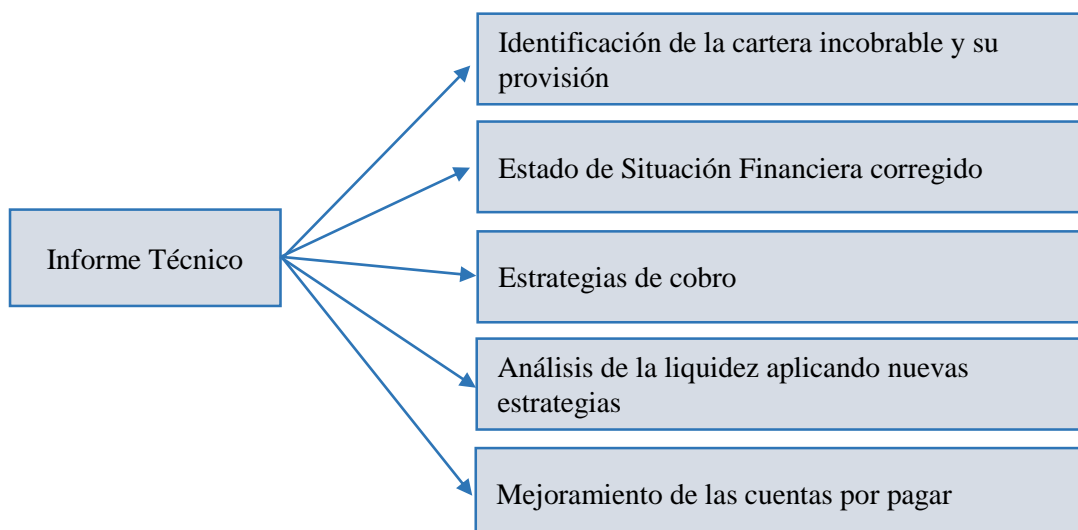 Identificación de la cartera incobrable y su
provisión
Estado de Situación Financiera corregido
Informe Técnico
Estrategias de cobro
Análisis de la liquidez aplicando nuevas
estrategias
Mejoramiento de las cuentas por pagar